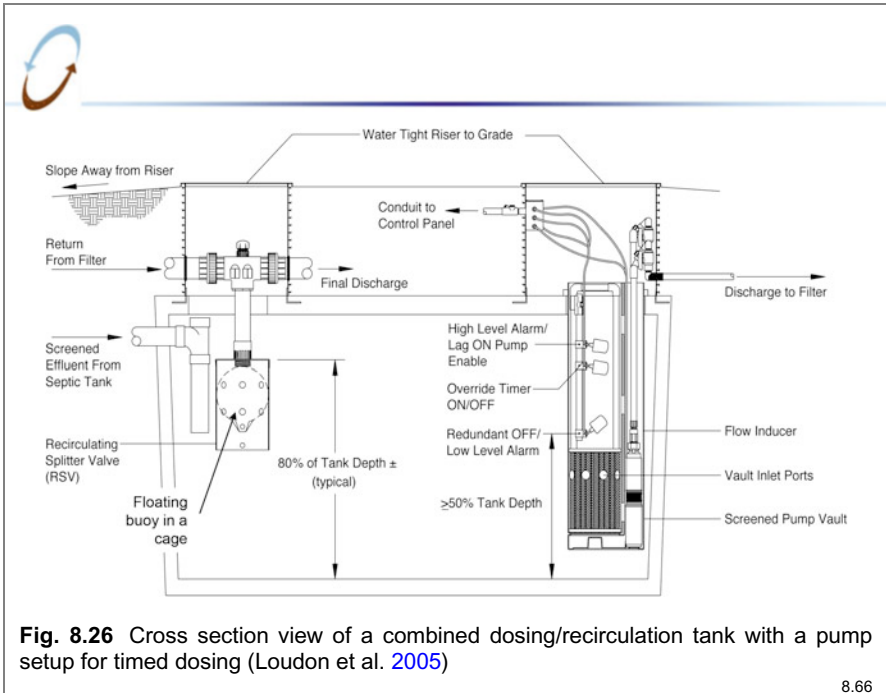 Water Tight Riser to Grade
Slope Away from Riser
Conduit to
Control Panel
Return
From Filter
Final Discharge
Discharge to Filter
Screened
Effluent From
Septic Tank
High Level Alarm/
Lag ON Pump
Enable
Override Timer
ON/OFF
Redundant OFF/
Low Level Alarm
Flow Inducer
Recirculating
Splitter Valve
(RSV)
80% of Tank Depth ±
(typical)
Vault Inlet Ports
Floating
buoy in a
cage
≥50% Tank Depth
Screened Pump Vault
Fig. 8.26 Cross section view of a combined dosing/recirculation tank with a pump
setup for timed dosing (Loudon et al. 2005)
8.66